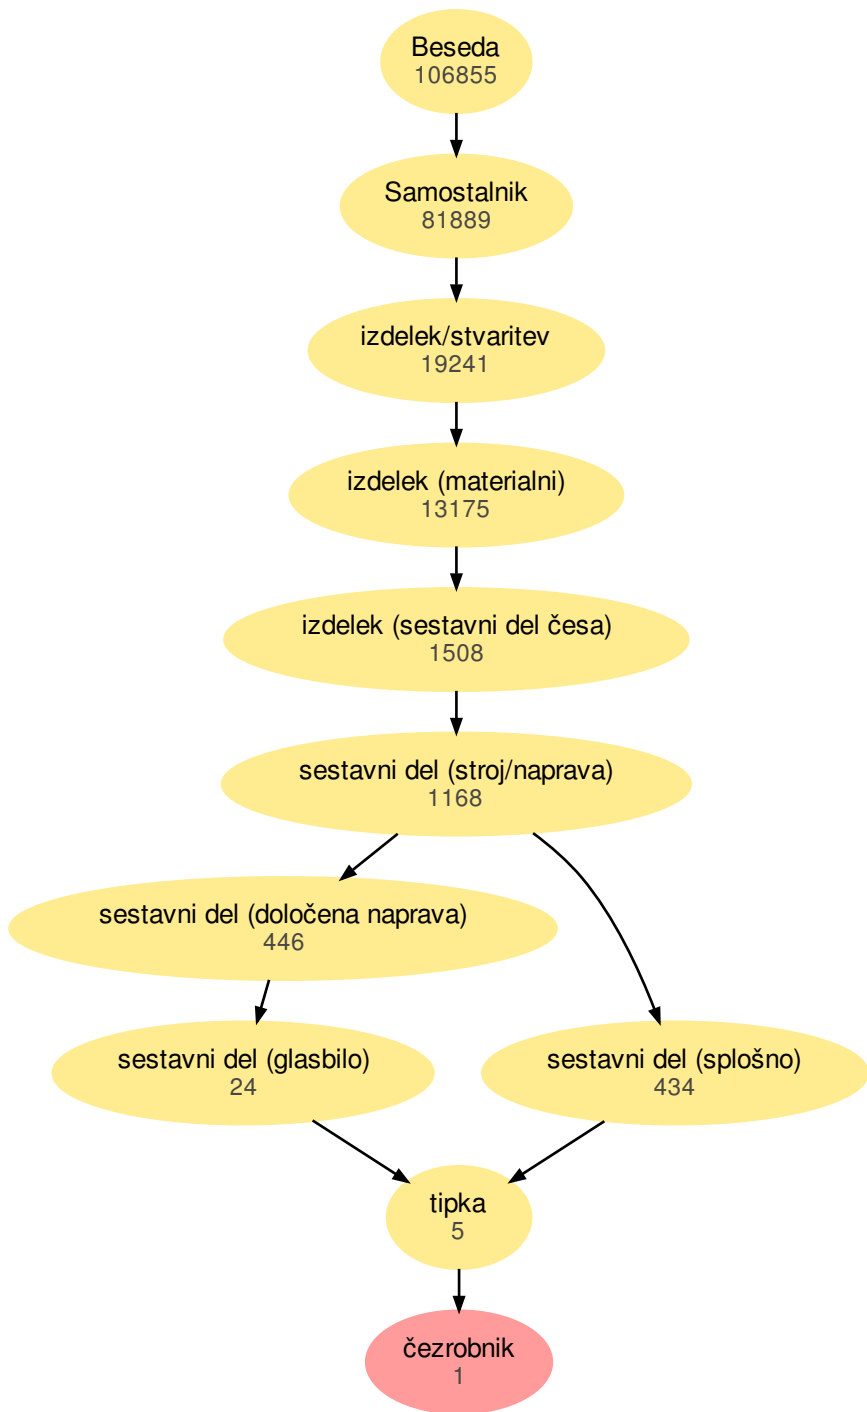 Beseda
106855
Samostalnik
81889
izdelek/stvaritev
19241
izdelek (materialni)
13175
izdelek (sestavni del česa)
1508
sestavni del (stroj/naprava)
1168
sestavni del (določena naprava)
446
sestavni del (glasbilo)
24
sestavni del (splošno)
434
tipka
5
čezrobnik
1